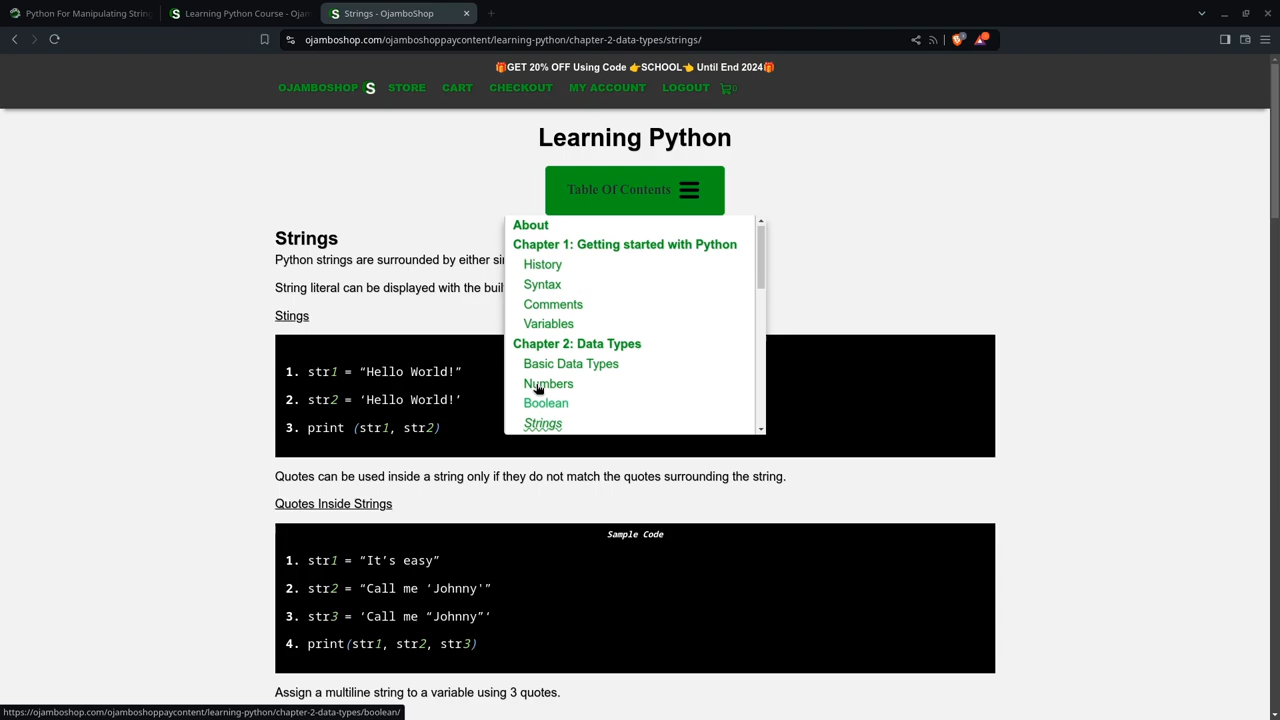 Python For Manipulating String
Learning Python Course - Ojam
Strings - OjamboShop
ojamboshop.com/ojamboshoppaycontent/learning-python/chapter-2-data-types/strings/
🎁GET 20% OFF Using Code 👉SCHOOL👈 Until End 2024🎁
OJAMBOSHOP S STORE CART CHECKOUT MY ACCOUNT LOGOUT 0
Learning Python
Table Of Contents
About
Chapter 1: Getting started with Python
History
Syntax
Comments
Variables
Chapter 2: Data Types
Basic Data Types
Numbers
Boolean
Strings
Strings
Python strings are surrounded by either si
String literal can be displayed with the buil
Stings
1. str1 = “Hello World!”
2. str2 = ‘Hello World!’
3. print (str1, str2)
Quotes can be used inside a string only if they do not match the quotes surrounding the string.
Quotes Inside Strings
Sample Code
1. str1 = “It’s easy”
2. str2 = “Call me ‘Johnny'”
3. str3 = ‘Call me “Johnny”‘
4. print(str1, str2, str3)
Assign a multiline string to a variable using 3 quotes.
https://ojamboshop.com/ojamboshoppaycontent/learning-python/chapter-2-data-types/boolean/